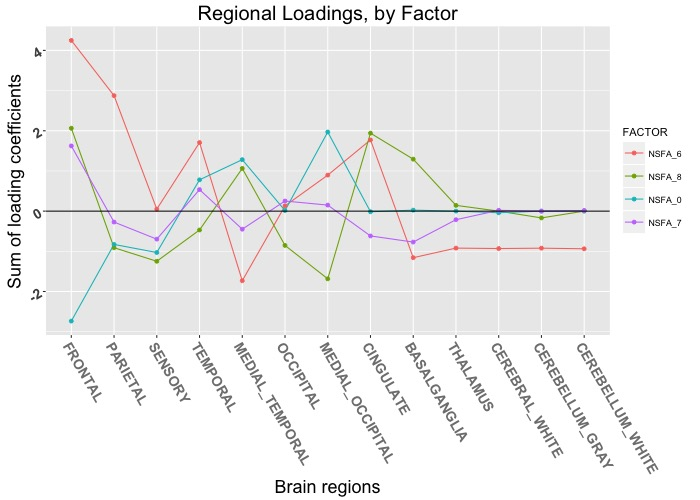 Regional Loadings, by Factor
Sum of loading coefficients
4
2
0
-2
FRONTAL
PARIETAL
SENSORY
TEMPORAL
MEDIAL_TEMPORAL
OCCIPITAL
MEDIAL_OCCIPITAL
CINGULATE
BASALGANGLIA
THALAMUS
CEREBRAL_WHITE
CEREBELLUM_GRAY
CEREBELLUM_WHITE
Brain regions
FACTOR
NSFA_6
NSFA_8
NSFA_0
NSFA_7